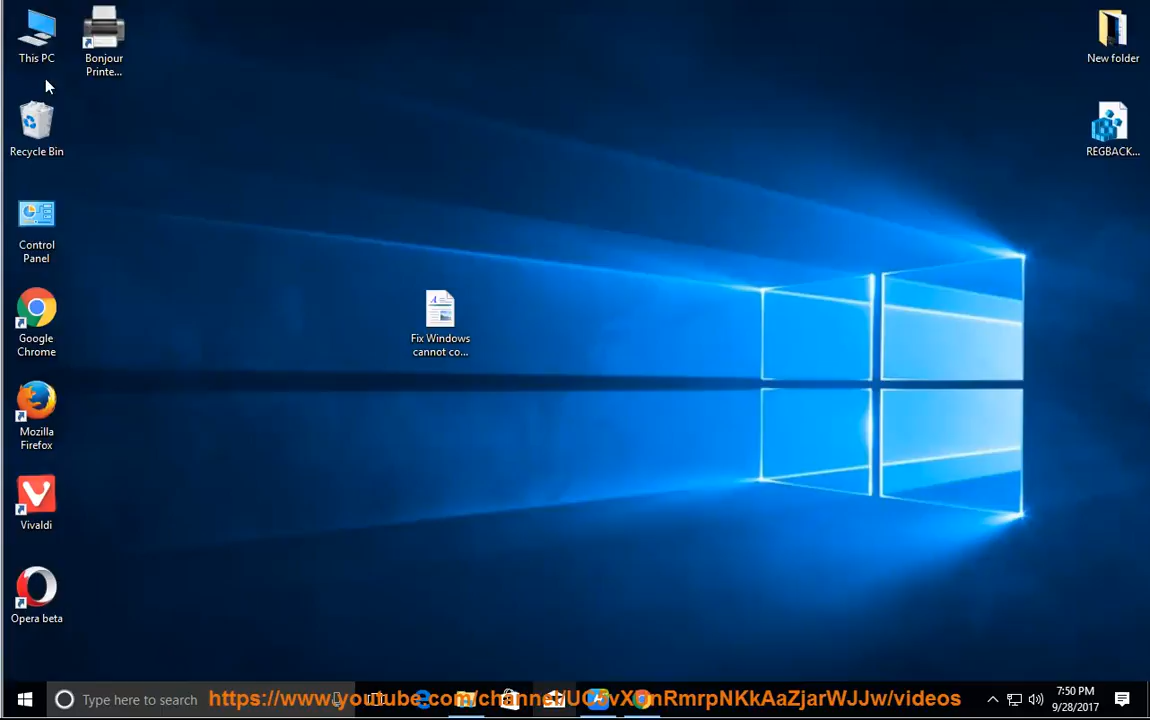 This PC
Bonjour
Printe...
New folder
Recycle Bin
REGBACK...
Control
Panel
Fix Windows
cannot co...
Google
Chrome
Mozilla
Firefox
Vivaldi
Opera beta
Type here to search
7:50 PM
9/28/2017